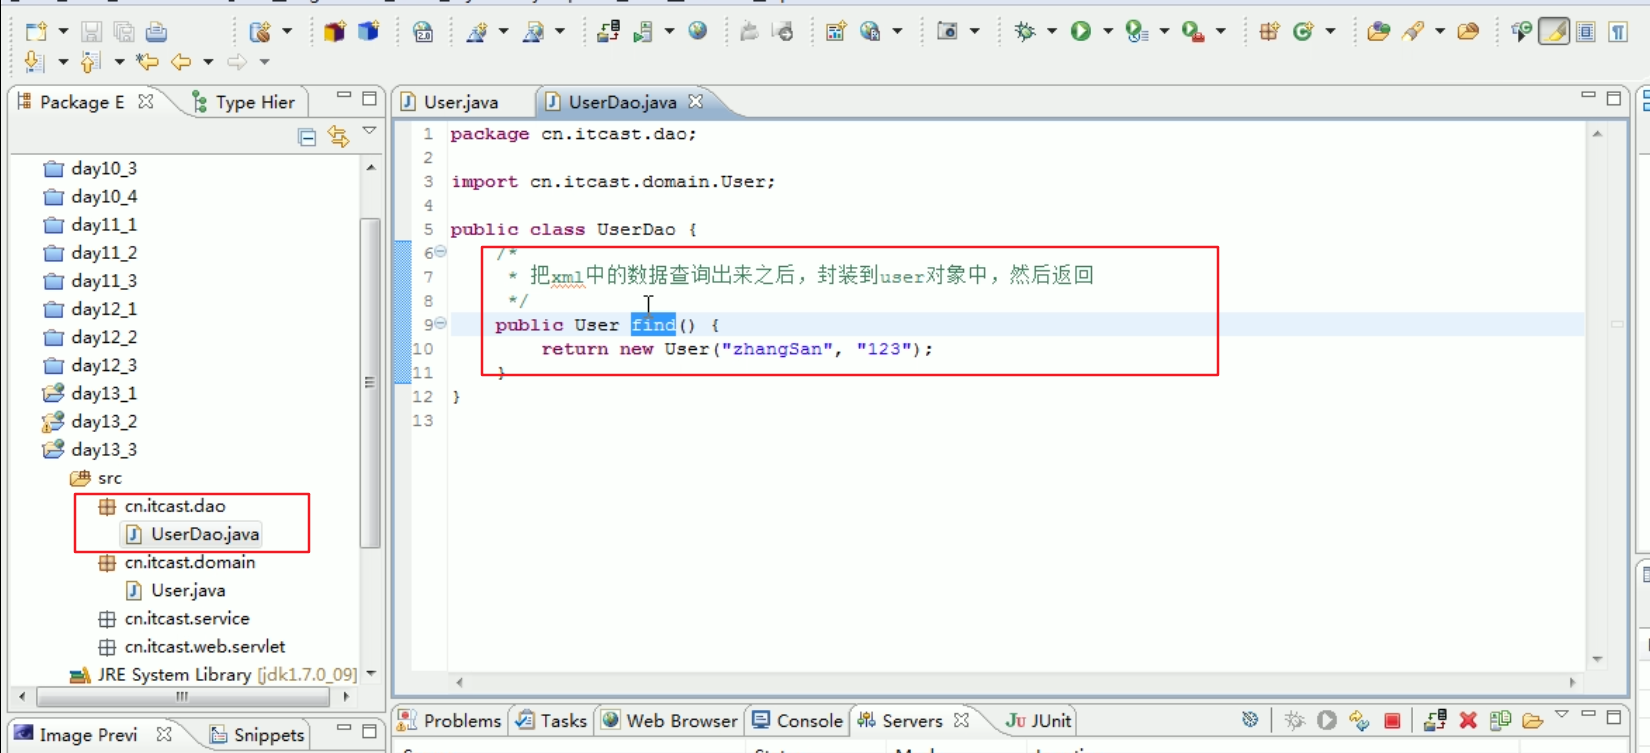 Package E
Type Hier
day10_3
day10_4
day11_1
day11_2
day11_3
day12_1
day12_2
day12_3
day13_1
day13_2
day13_3
src
cn.itcast.dao
UserDao.java
cn.itcast.domain
User.java
cn.itcast.service
cn.itcast.web.servlet
JRE System Library [jdk1.7.0_09]
Image Previ
Snippets
User.java
UserDao.java
1 package cn.itcast.dao;
2
3 import cn.itcast.domain.User;
4
5 public class UserDao {
6 /*
7 * 把xml中的数据查询出来之后，封装到user对象中，然后返回
8 */
9 public User find() {
10 return new User("zhangSan", "123");
11 }
12 }
13
Problems
Tasks
Web Browser
Console
Servers
JUnit